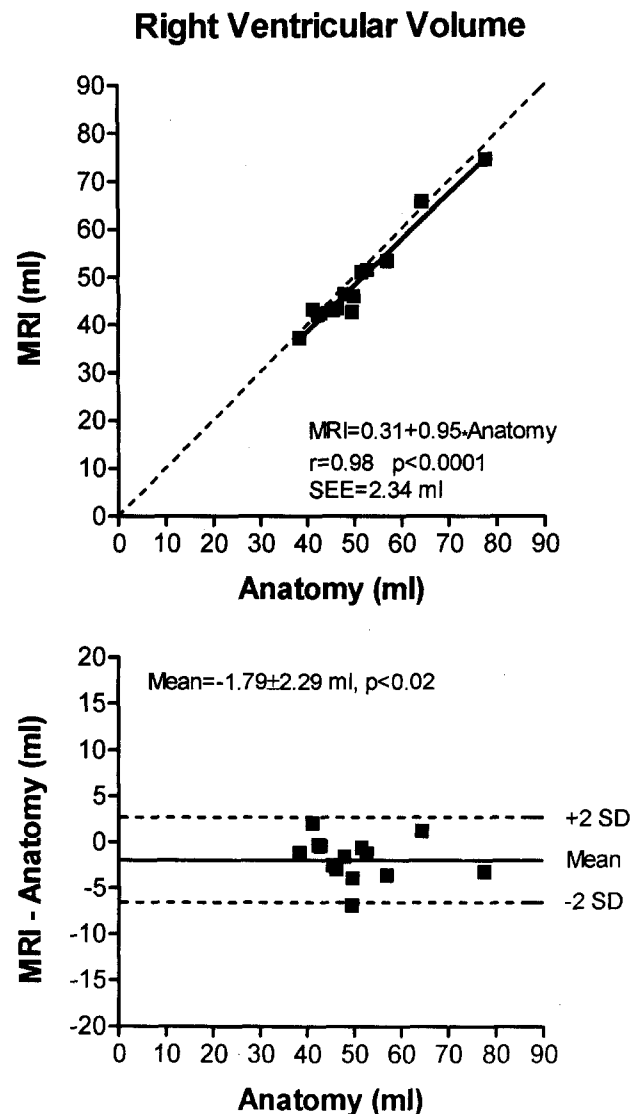 Right Ventricular Volume
90
80
70
60
50
40
30
20
10
0
MRI (ml)
MRI=0.31+0.95*Anatomy
r=0.98 p<0.0001
SEE=2.34 ml
0 10 20 30 40 50 60 70 80 90
Anatomy (ml)
20
15
10
5
0
-5
-10
-15
-20
MRI - Anatomy (ml)
Mean=-1.79±2.29 ml, p<0.02
+2 SD
Mean
-2 SD
0 10 20 30 40 50 60 70 80 90
Anatomy (ml)